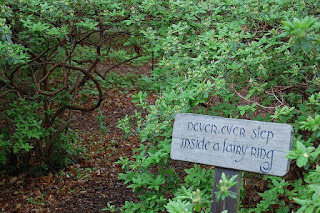 never, ever step
inside a fairy ring